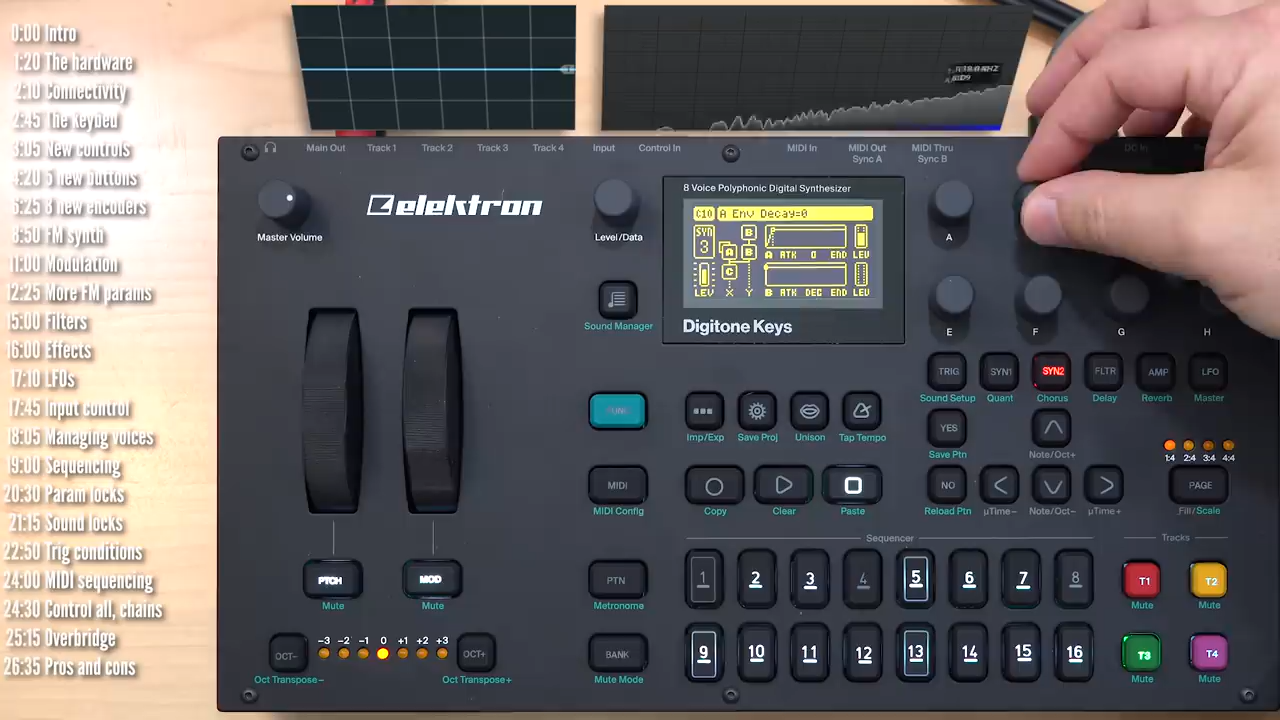 0:00 Intro
1:20 The hardware
2:10 Connectivity
2:45 The keybed
3:05 New controls
4:20 5 new buttons
6:25 8 new encoders
8:50 FM synth
11:00 Modulation
12:25 More FM params
15:00 Filters
16:00 Effects
17:10 LFOs
17:45 Input control
18:05 Managing voices
19:00 Sequencing
20:30 Param locks
21:15 Sound locks
22:50 Trig conditions
24:00 MIDI sequencing
24:30 Control all, chains
25:15 Overbridge
26:35 Pros and cons
Main Out Track 1 Track 2 Track 3 Track 4 Input Control In MIDI In MIDI Out MIDI Thru DC In
Sync A Sync B
elektron
Master Volume
Level/Data
8 Voice Polyphonic Digital Synthesizer
C10 A Env Decay=0
SYN B
3 A B
A ATK D END LEV
C
LEV X Y B ATK DEC END LEV
Digitone Keys
A
E F G H
Sound Manager
TRIG SYN1 SYN2 FLTR AMP LFO
Sound Setup Quant Chorus Delay Reverb Master
FUNC
Imp/Exp Save Proj Unison Tap Tempo
YES
Save Ptn Note/Oct+
1:4 2:4 3:4 4:4
MIDI
MIDI Config
Copy Clear Paste
NO PAGE
Reload Ptn µTime- Note/Oct- µTime+ Fill/Scale
Sequencer
Tracks
PTCH MOD
Mute Mute
PTN
Metronome
1 2 3 4 5 6 7 8
T1 T2
Mute Mute
OCT- -3 -2 -1 0 +1 +2 +3 OCT+
Oct Transpose- Oct Transpose+
BANK
Mute Mode
9 10 11 12 13 14 15 16
T3 T4
Mute Mute